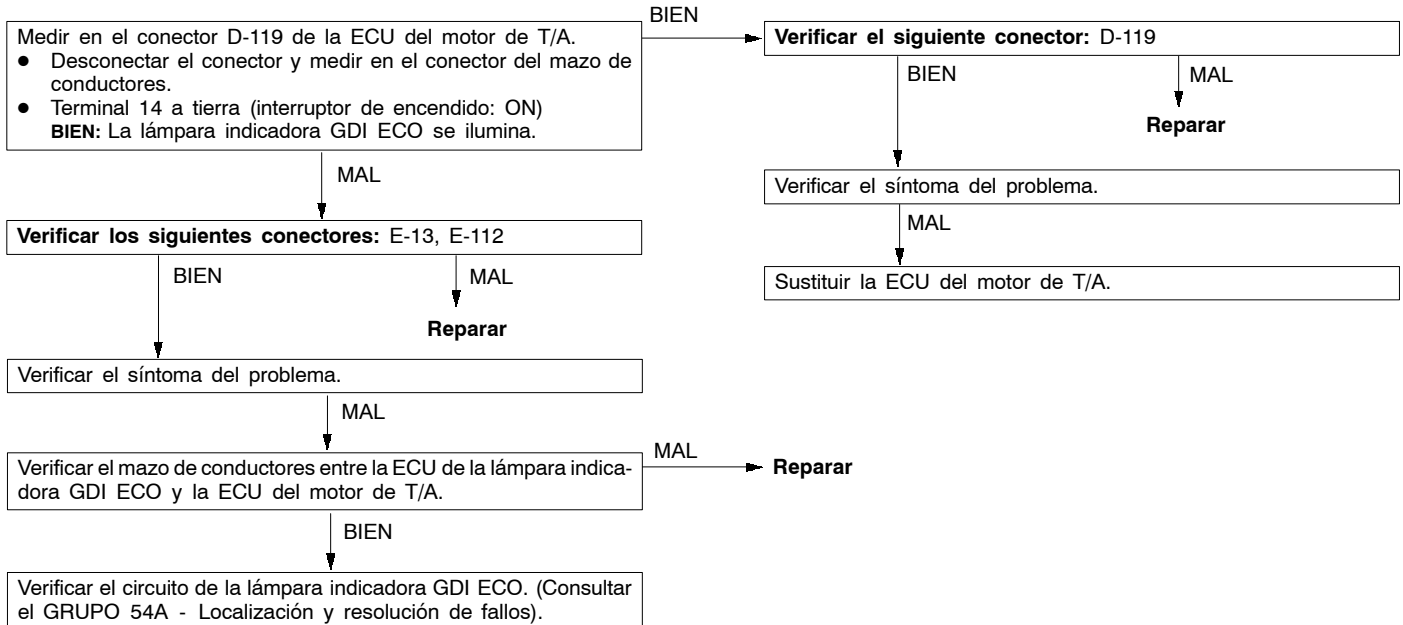 Medir en el conector D-119 de la ECU del motor de T/A.
● Desconectar el conector y medir en el conector del mazo de
conductores.
● Terminal 14 a tierra (interruptor de encendido: ON)
BIEN: La lámpara indicadora GDI ECO se ilumina.
BIEN
Verificar el siguiente conector: D-119
BIEN
MAL
Reparar
Verificar el síntoma del problema.
MAL
Sustituir la ECU del motor de T/A.
MAL
Verificar los siguientes conectores: E-13, E-112
BIEN
MAL
Reparar
Verificar el síntoma del problema.
MAL
Verificar el mazo de conductores entre la ECU de la lámpara indica-
dora GDI ECO y la ECU del motor de T/A.
MAL
Reparar
BIEN
Verificar el circuito de la lámpara indicadora GDI ECO. (Consultar
el GRUPO 54A - Localización y resolución de fallos).